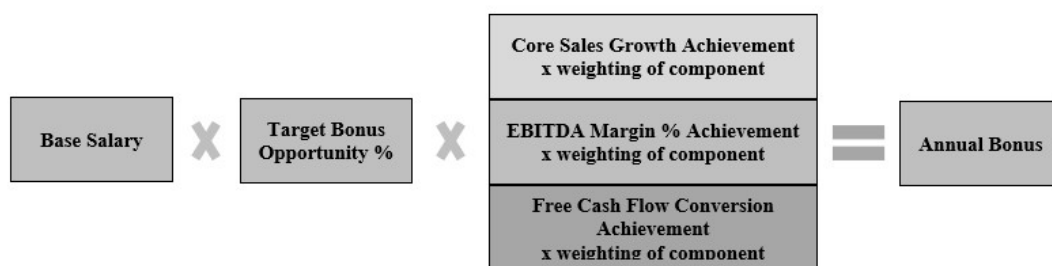 Core Sales Growth Achievement
x weighting of component
Base Salary
Target Bonus
Opportunity %
EBITDA Margin % Achievement
x weighting of component
Annual Bonus
Free Cash Flow Conversion
Achievement
x weighting of component